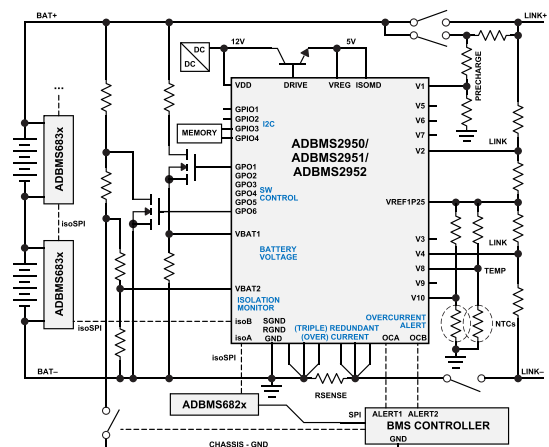 BAT+
LINK+
DC
DC
12V
5V
...
VDD
DRIVE
VREG
ISOMD
V1
PRECHARGE
GPIO1
GPIO2
I2C
GPIO3
GPIO4
MEMORY
V5
V6
V7
ADBMS683x
ADBMS2950/
ADBMS2951/
ADBMS2952
V2
LINK
GPO1
GPO2
GPO3
SW
GPO4
CONTROL
GPO5
GPO6
VREF1P25
isoSPI
VBAT1
BATTERY
VOLTAGE
V3
LINK
V4
V8
TEMP
V9
V10
ADBMS683x
VBAT2
ISOLATION
MONITOR
isoSPI
isoB
isoA
SGND
RGND
GND
(TRIPLE) REDUNDANT
(OVER) CURRENT
OVERCURRENT
ALERT
OCA
OCB
NTCs
isoSPI
BAT–
RSENSE
LINK–
ADBMS682x
SPI
ALERT1
ALERT2
BMS CONTROLLER
CHASSIS - GND
GND